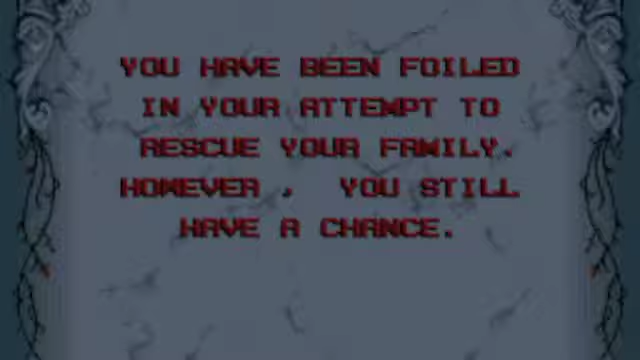 YOU HAVE BEEN FOILED
IN YOUR ATTEMPT TO
RESCUE YOUR FAMILY.
HOWEVER , YOU STILL
HAVE A CHANCE.